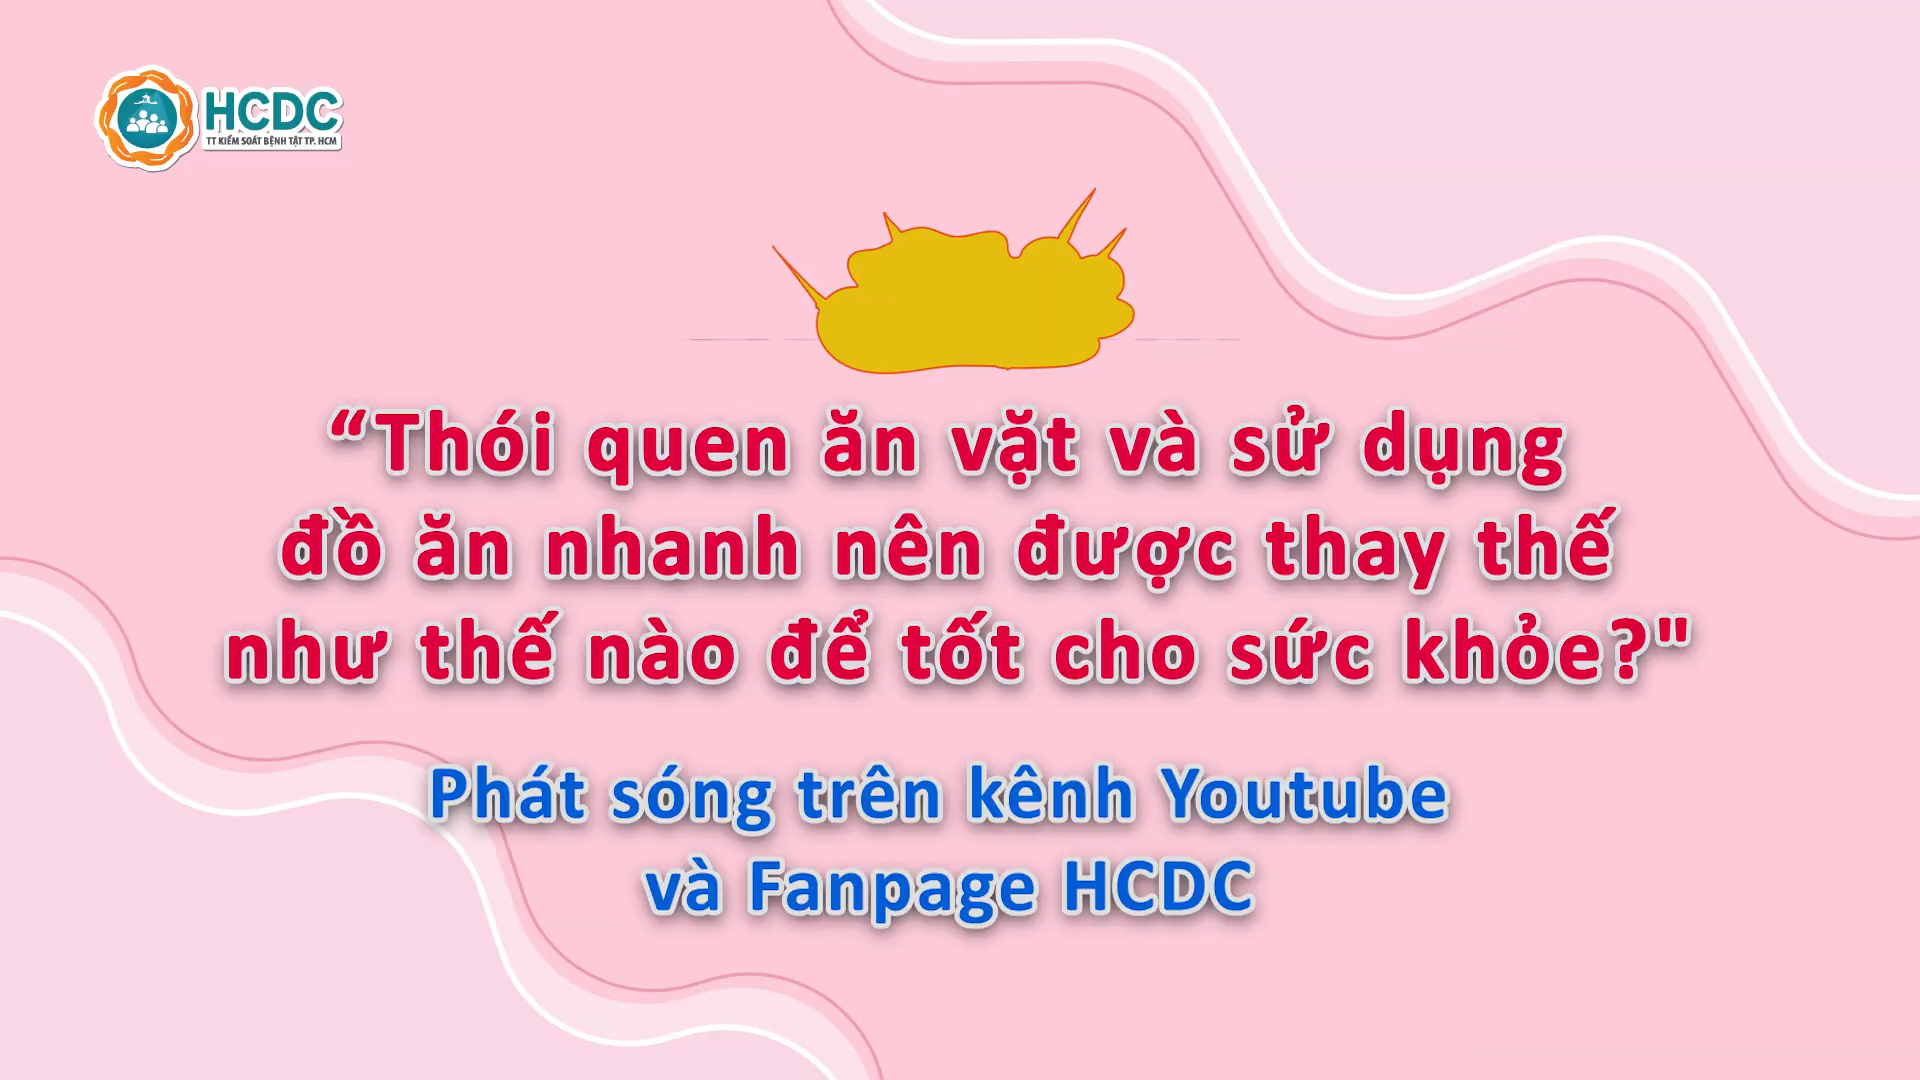 HCDC
TT KIỂM SOÁT BỆNH TẬT TP. HCM
“Thói quen ăn vặt và sử dụng
đồ ăn nhanh nên được thay thế
như thế nào để tốt cho sức khỏe?"
Phát sóng trên kênh Youtube
và Fanpage HCDC